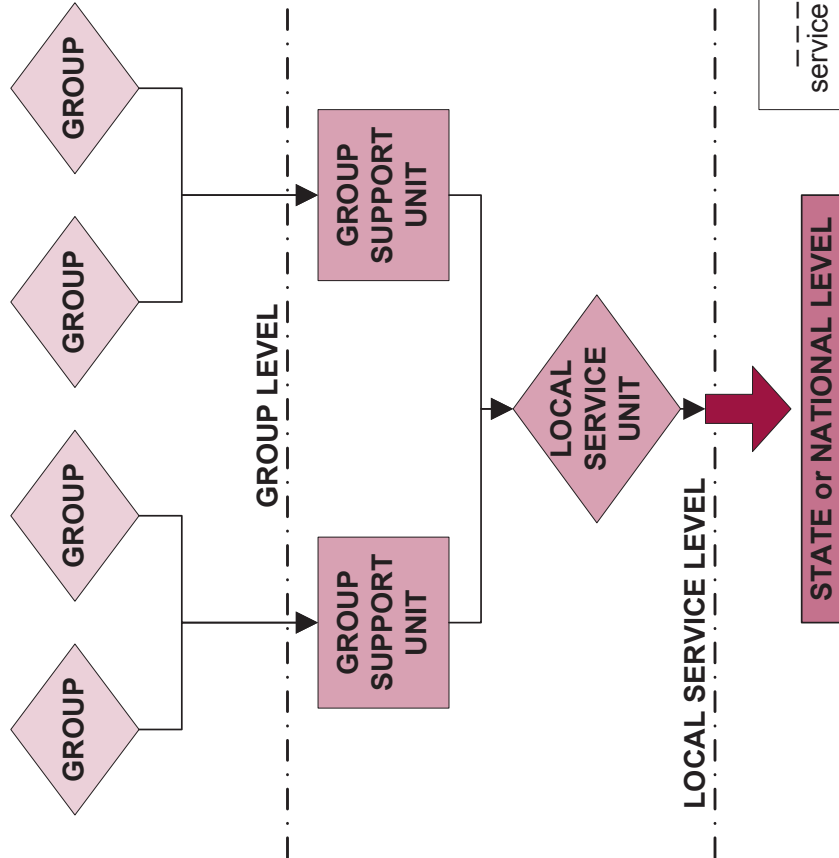 GROUP
GROUP
GROUP
GROUP
GROUP LEVEL
GROUP
SUPPORT
UNIT
GROUP
SUPPORT
UNIT
LOCAL
SERVICE
UNIT
LOCAL SERVICE LEVEL
STATE or NATIONAL LEVEL
service